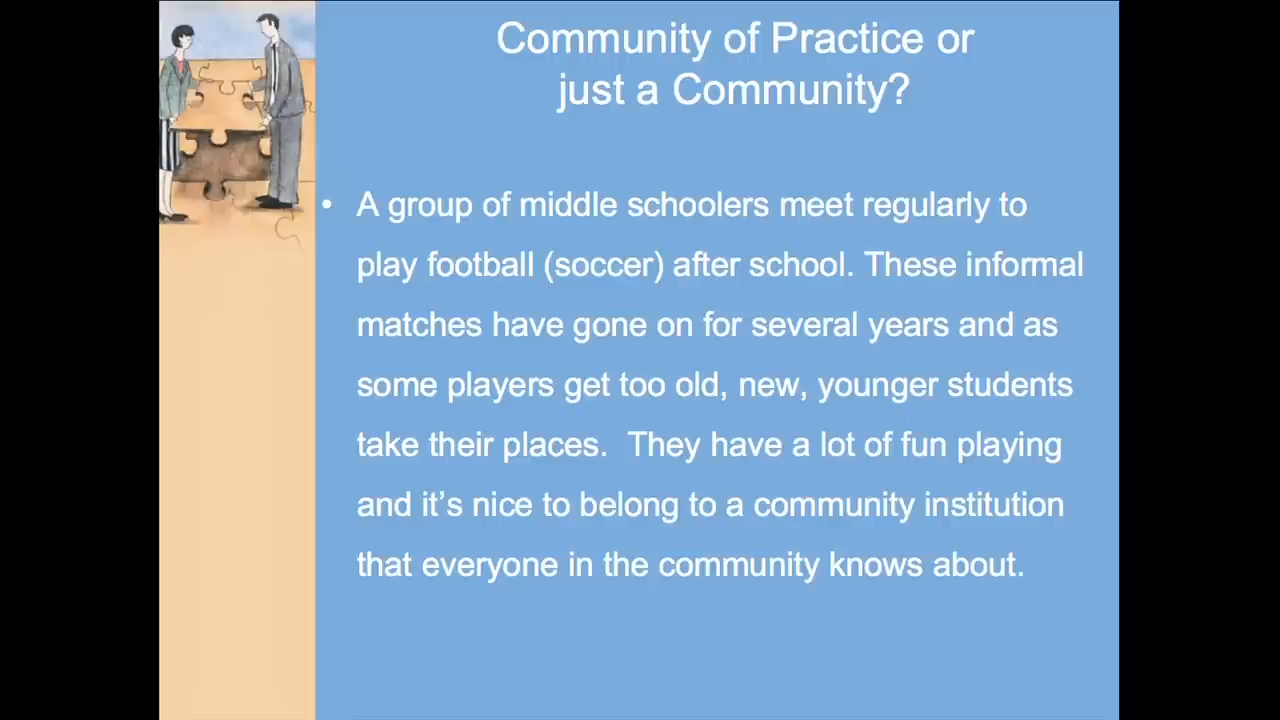 Community of Practice or
just a Community?
• A group of middle schoolers meet regularly to
play football (soccer) after school. These informal
matches have gone on for several years and as
some players get too old, new, younger students
take their places.  They have a lot of fun playing
and it’s nice to belong to a community institution
that everyone in the community knows about.